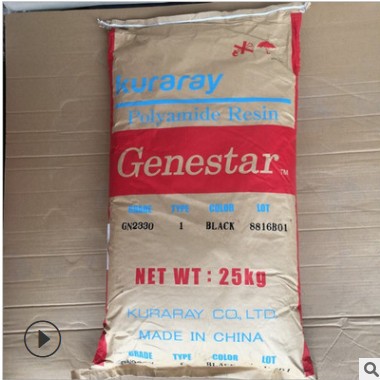 kuraray
Polyamide Resin
Genestar™
GRADE TYPE COLOR LOT
GN2330 1 BLACK 8816B01
NET WT : 25kg
KURARAY CO., LTD.
MADE IN CHINA
GRADE TYPE COLOR LOT